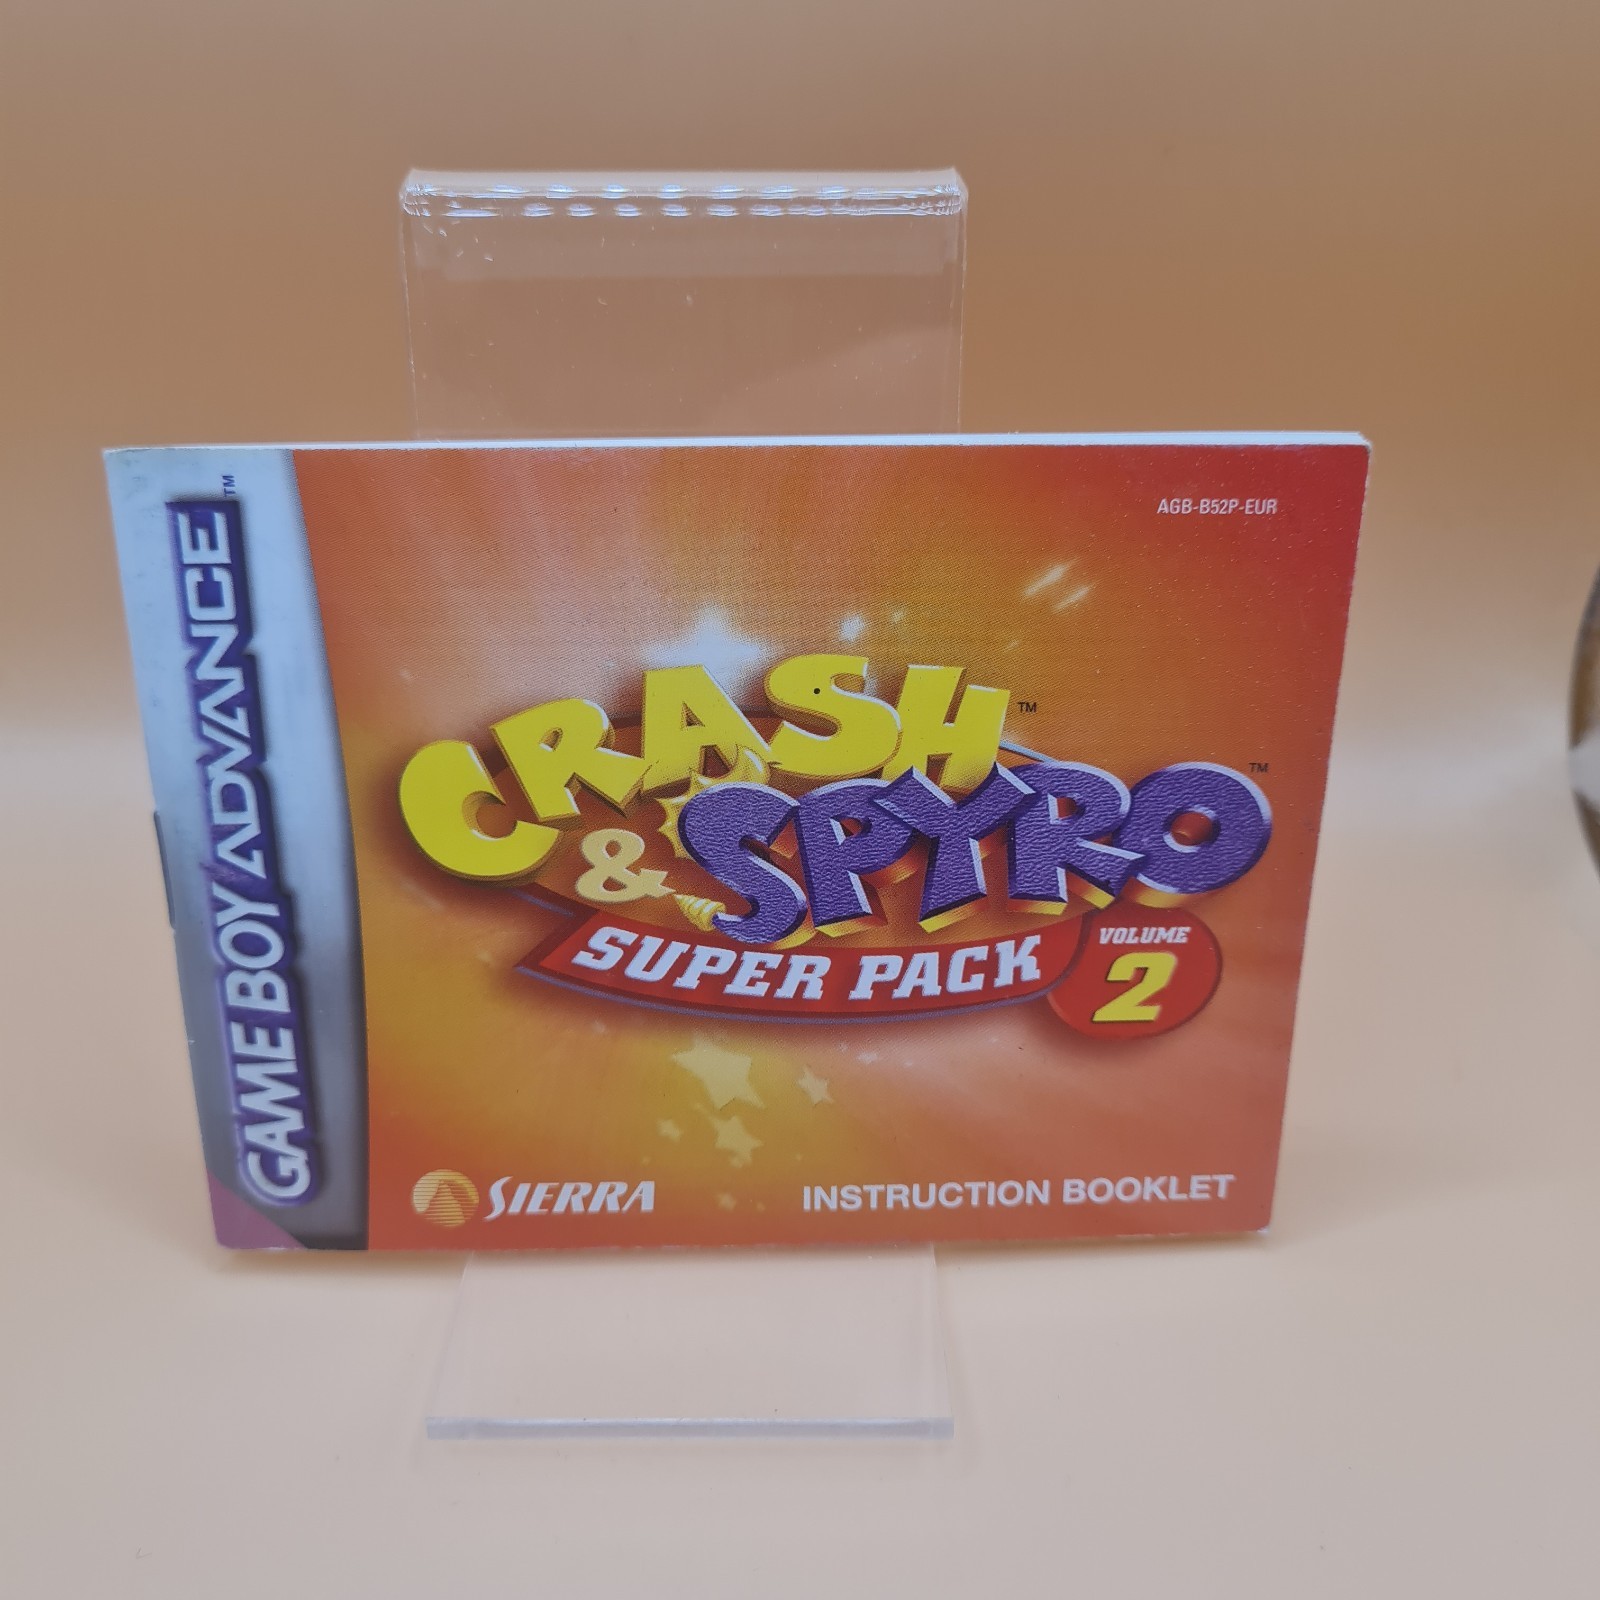 GAME BOY ADVANCE™
AGB-B52P-EUR
CRASH™
& SPYRO™
SUPER PACK
VOLUME
2
SIERRA
INSTRUCTION BOOKLET